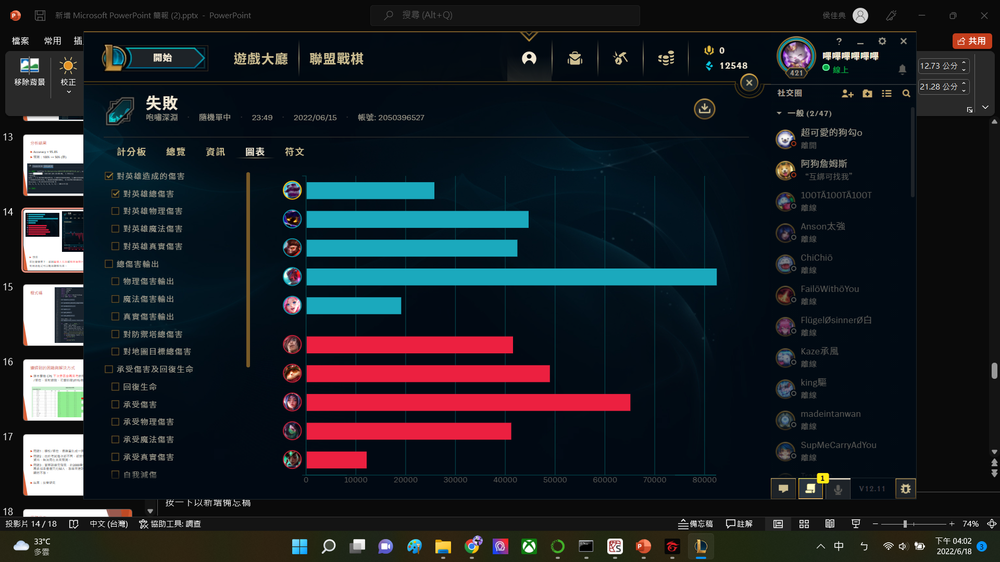 新增 Microsoft PowerPoint 簡報 (2).pptx - PowerPoint
搜尋 (Alt+Q)
侯佳典
檔案
常用
共用
移除背景
校正
12.73 公分
21.28 公分
開始
遊戲大廳
聯盟戰棋
0
12548
421
嗶嗶嗶嗶嗶嗶
線上
失敗
咆嘯深淵 · 隨機單中 · 23:49 · 2022/06/15 · 帳號: 2050396527
計分板
總覽
資訊
圖表
符文
對英雄造成的傷害
對英雄總傷害
對英雄物理傷害
對英雄魔法傷害
對英雄真實傷害
總傷害輸出
物理傷害輸出
魔法傷害輸出
真實傷害輸出
對防禦塔總傷害
對地圖目標總傷害
承受傷害及回復生命
回復生命
承受傷害
承受物理傷害
承受魔法傷害
承受真實傷害
自我減傷
0 10000 20000 30000 40000 50000 60000 70000 80000
社交圈
一般 (2/47)
超可愛的狗勾o
離開
阿狗詹姆斯
“互綁可找我”
100TÃ100TÃ100T
離線
Anson太強
離線
ChiChiö
離線
FailöWithöYou
離線
FlügelØsinnerØ白
離線
Kaze承風
離線
king驅
離線
madeintanwan
離線
SupMeCarryAdYou
離線
1
V12.11
13
分析結果
Accuracy = 95.8%
14
15
程式碼
16
17
結果：放棄研究
18
按一下以新增備忘稿
投影片 14 / 18
中文 (台灣)
協助工具: 調查
備忘稿
註解
74%
33°C
多雲
中
ㄅ
下午 04:02
2022/6/18
3